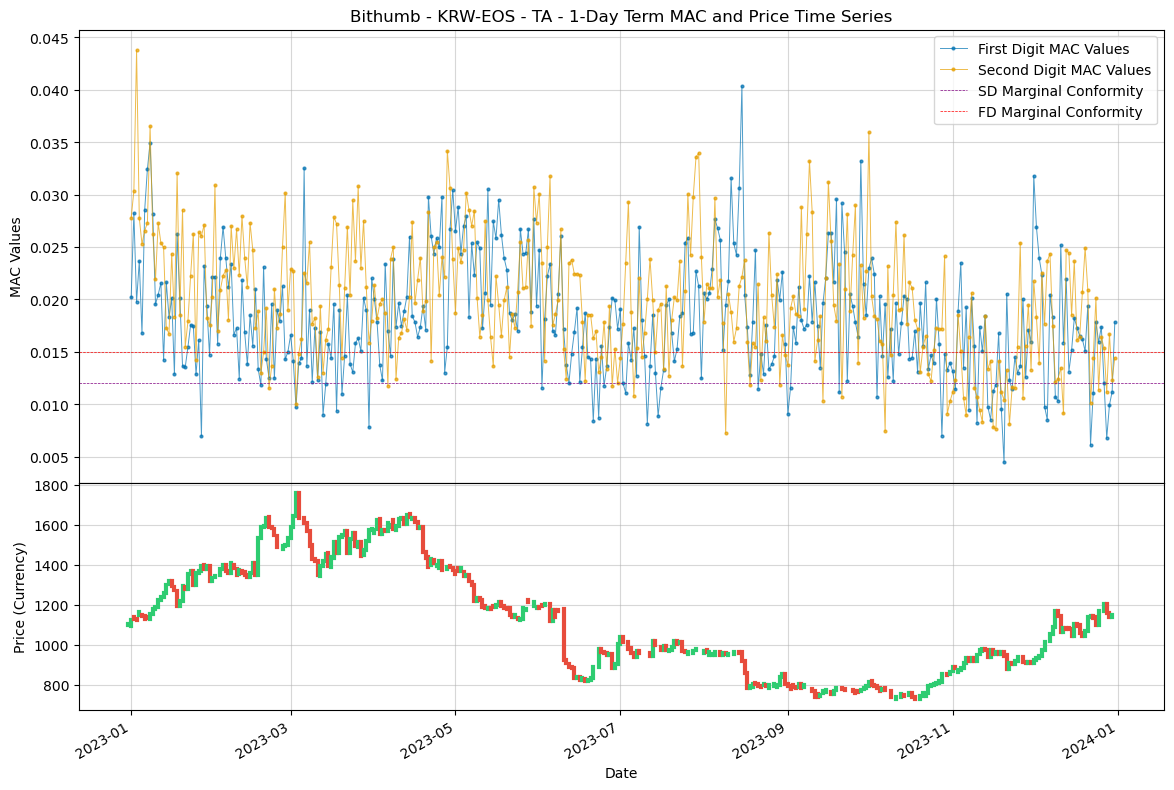 Bithumb - KRW-EOS - TA - 1-Day Term MAC and Price Time Series
First Digit MAC Values
Second Digit MAC Values
SD Marginal Conformity
FD Marginal Conformity
MAC Values
0.045
0.040
0.035
0.030
0.025
0.020
0.015
0.010
0.005
Price (Currency)
1800
1600
1400
1200
1000
800
2023-01
2023-03
2023-05
2023-07
2023-09
2023-11
2024-01
Date